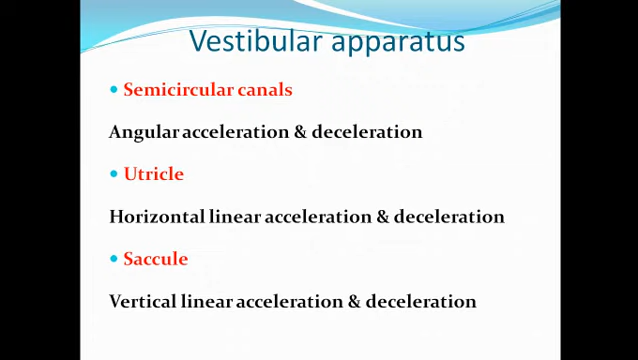 Vestibular apparatus
• Semicircular canals
Angular acceleration & deceleration
• Utricle
Horizontal linear acceleration & deceleration
• Saccule
Vertical linear acceleration & deceleration